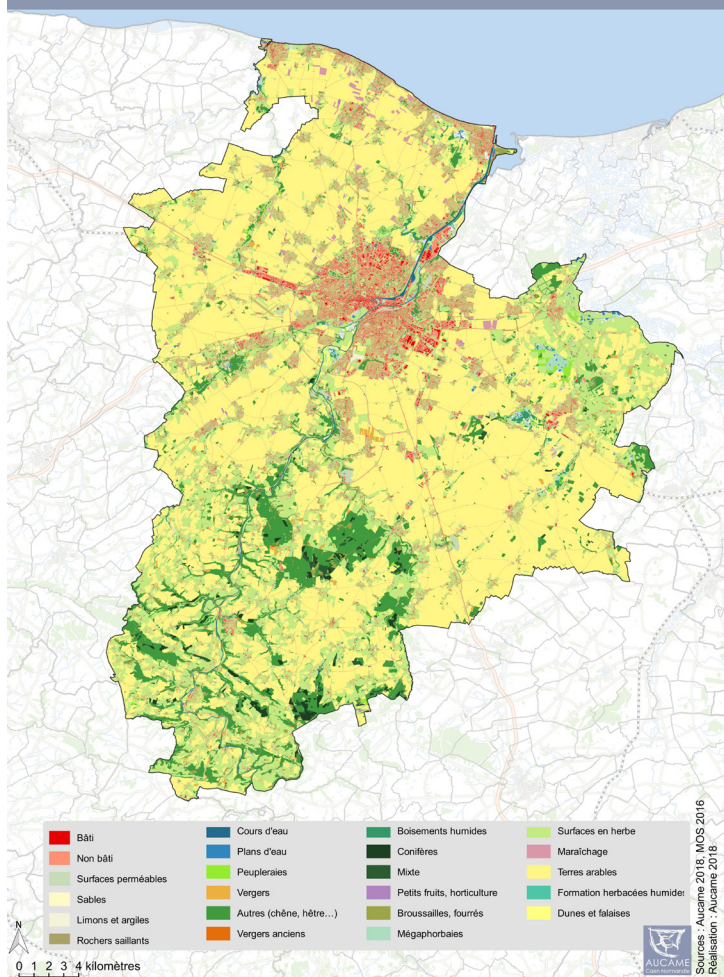 Bâti
Non bâti
Surfaces perméables
Sables
Limons et argiles
Rochers saillants
Cours d'eau
Plans d'eau
Peupleraies
Vergers
Autres (chêne, hêtre...)
Vergers anciens
Boisements humides
Conifères
Mixte
Petits fruits, horticulture
Broussailles, fourrés
Mégaphorbaies
Surfaces en herbe
Maraîchage
Terres arables
Formation herbacées humides
Dunes et falaises
N
0 1 2 3 4 kilomètres
AUCAME
Caen Normandie
Sources : Aucame 2018, MOS 2016
Réalisation : Aucame 2018